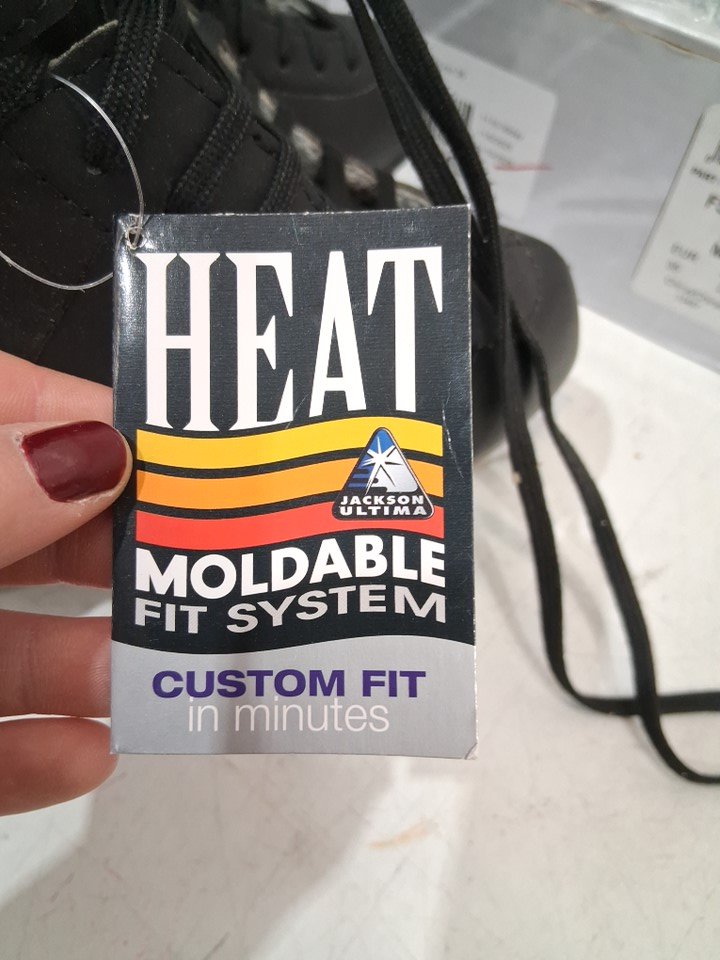 HEAT
JACKSON
ULTIMA
MOLDABLE
FIT SYSTEM
CUSTOM FIT
in minutes